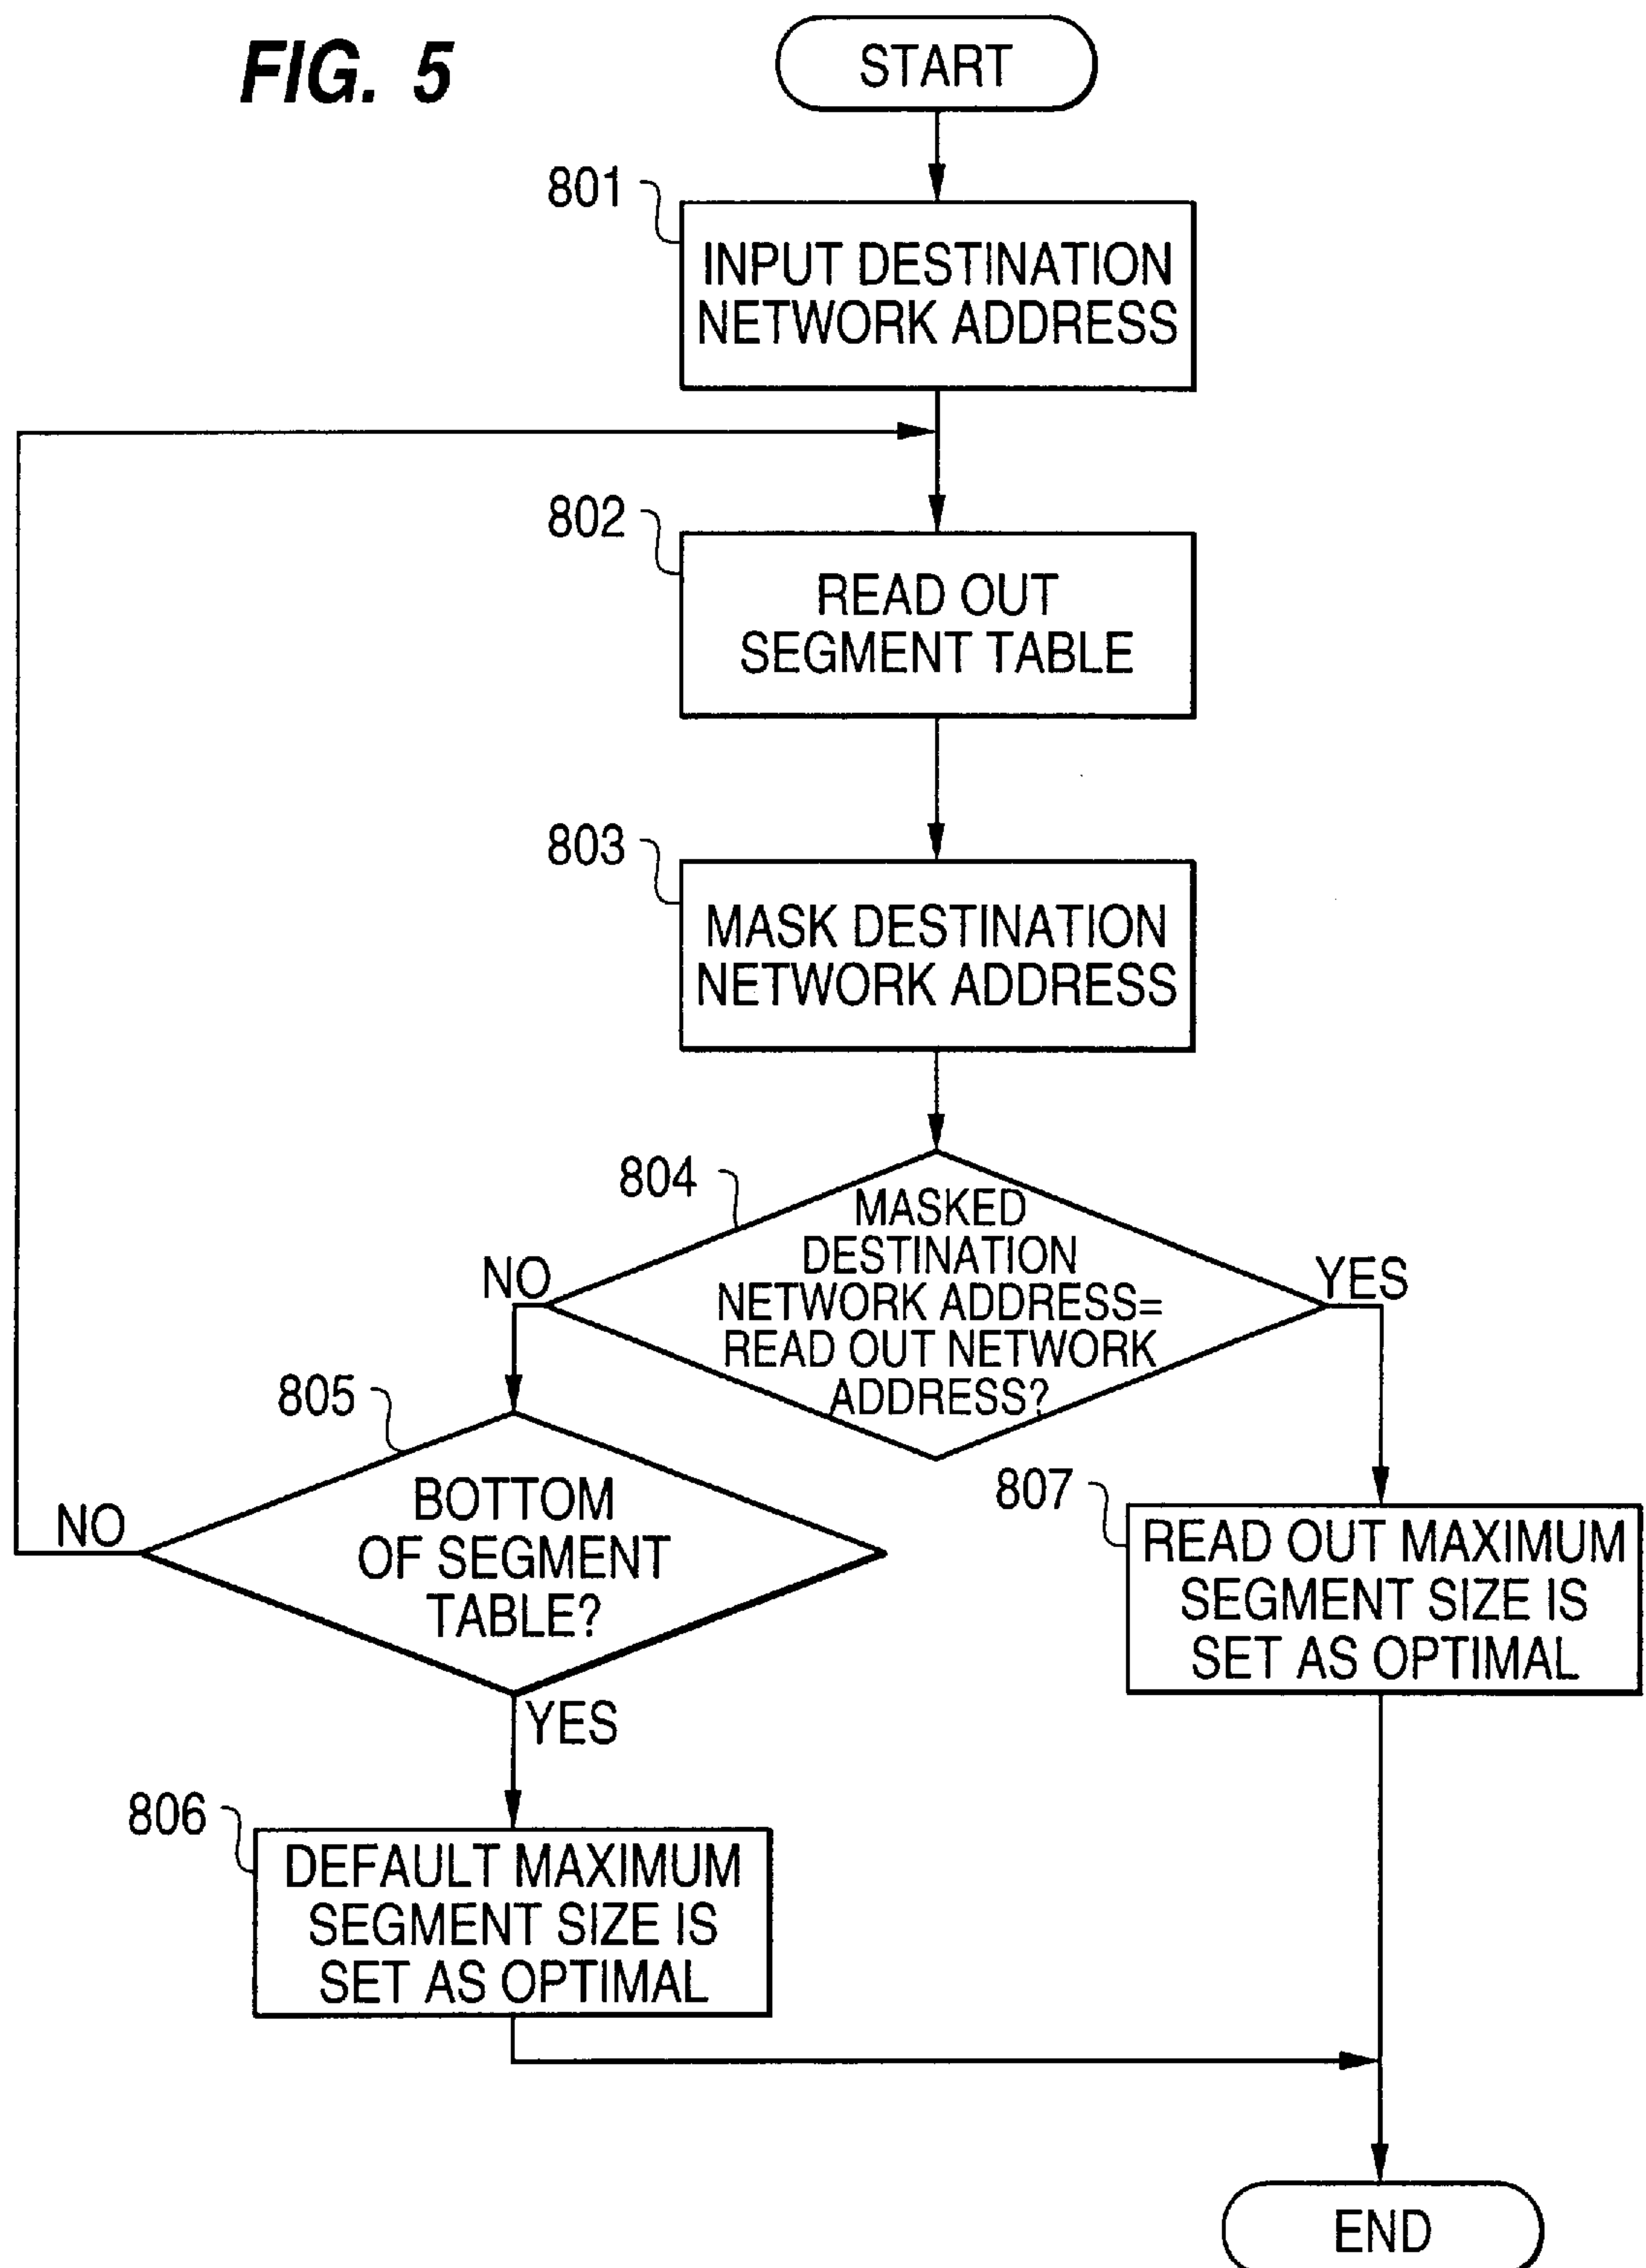 FIG. 5
START
801
INPUT DESTINATION
NETWORK ADDRESS
802
READ OUT
SEGMENT TABLE
803
MASK DESTINATION
NETWORK ADDRESS
804
MASKED
DESTINATION
NETWORK ADDRESS=
READ OUT NETWORK
ADDRESS?
NO
YES
805
BOTTOM
OF SEGMENT
TABLE?
NO
YES
807
READ OUT MAXIMUM
SEGMENT SIZE IS
SET AS OPTIMAL
806
DEFAULT MAXIMUM
SEGMENT SIZE IS
SET AS OPTIMAL
END